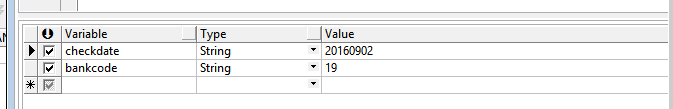 Variable Type Value
checkdate String 20160902
bankcode String 19